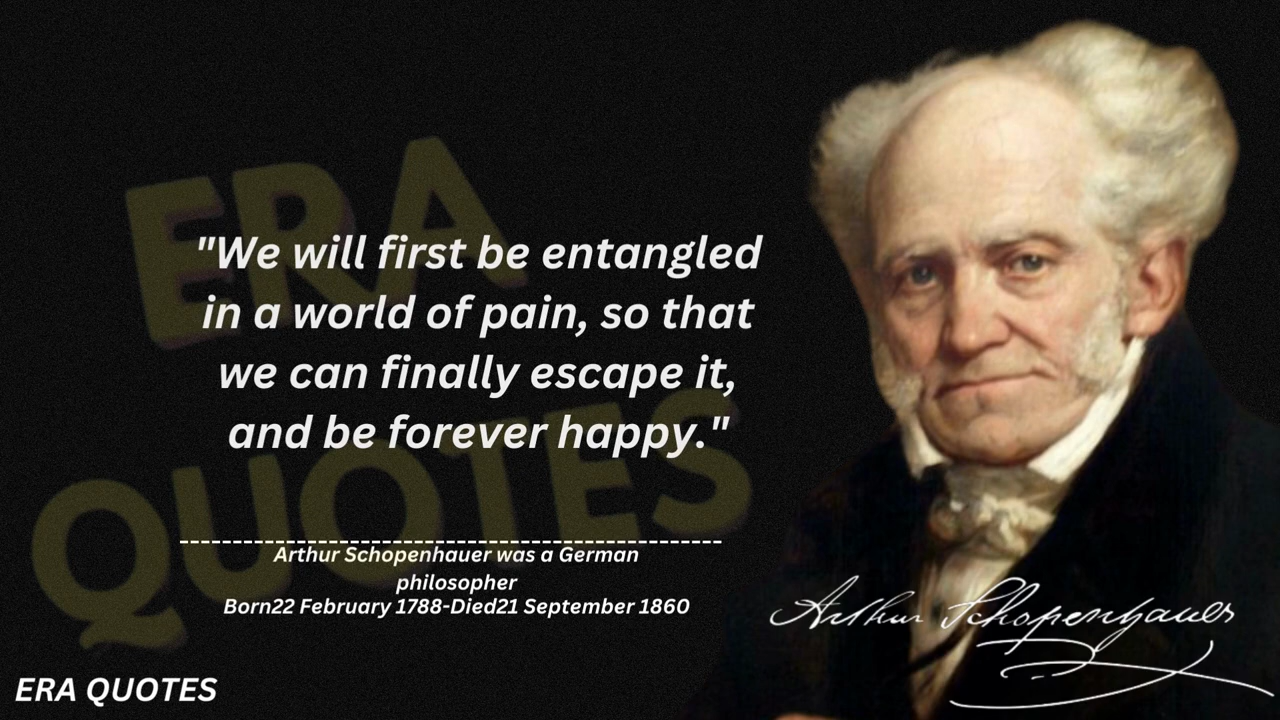 ERA
QUOTES
"We will first be entangled
in a world of pain, so that
we can finally escape it,
and be forever happy."
Arthur Schopenhauer was a German
philosopher
Born22 February 1788-Died21 September 1860
Arthur Schopenhauer
ERA QUOTES